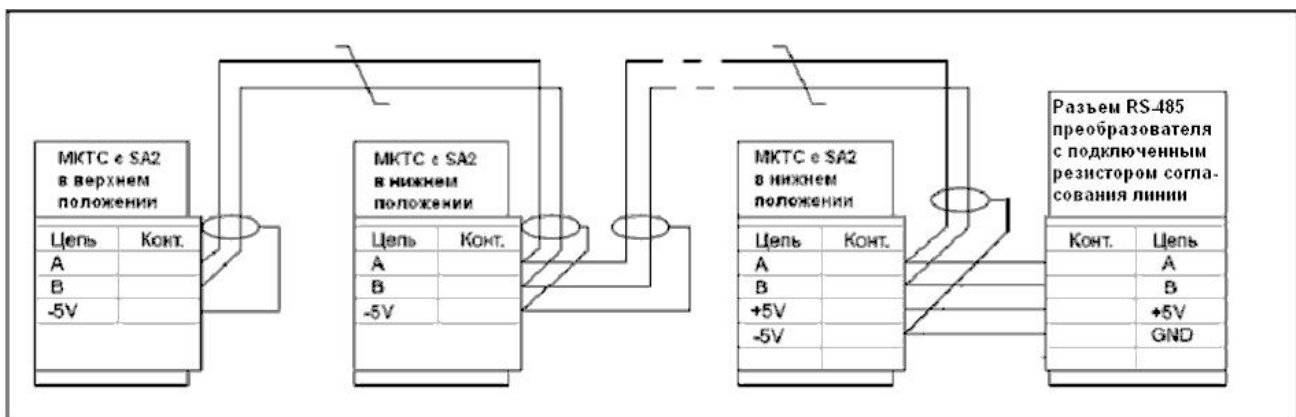 МКТС с SA2
в верхнем
положении
Цепь Конт.
A
B
-5V
МКТС с SA2
в нижнем
положении
Цепь Конт.
A
B
-5V
МКТС с SA2
в нижнем
положении
Цепь Конт.
A
B
+5V
-5V
Разъем RS-485
преобразователя
с подключенным
резистором согла-
сования линии
Конт. Цепь
A
B
+5V
GND